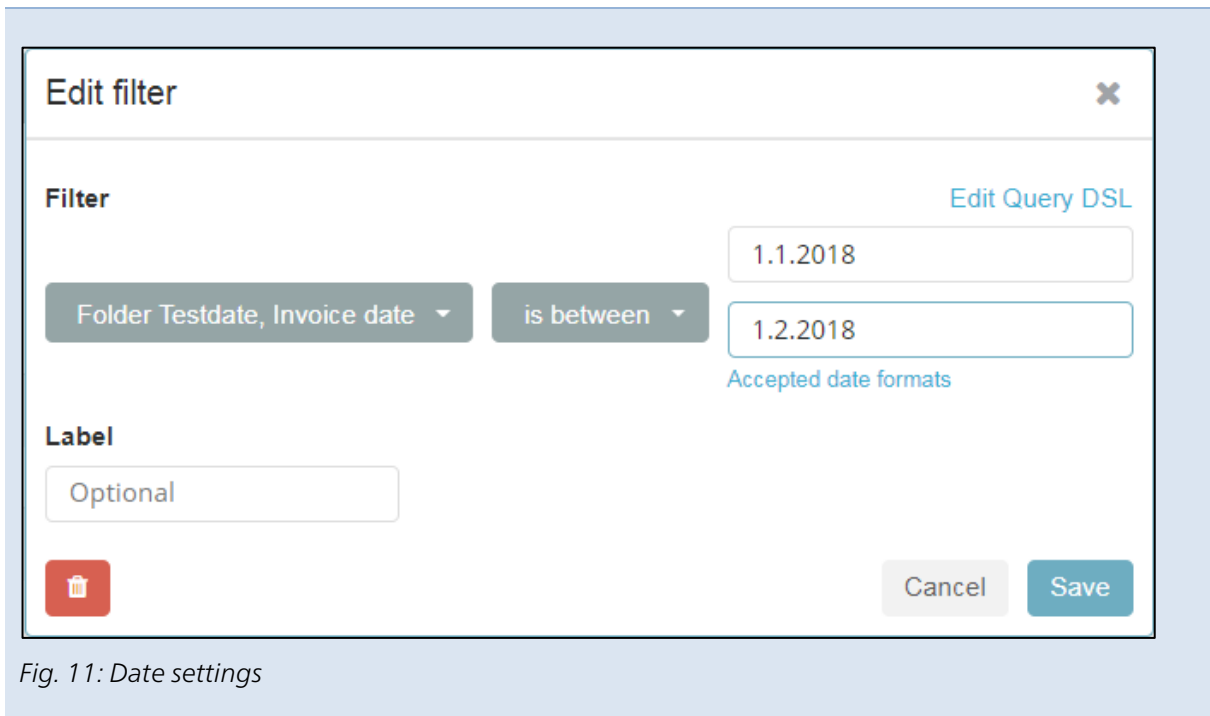 Edit filter
Filter
Edit Query DSL
1.1.2018
Folder Testdate, Invoice date
is between
1.2.2018
Accepted date formats
Label
Optional
Cancel
Save
Fig. 11: Date settings